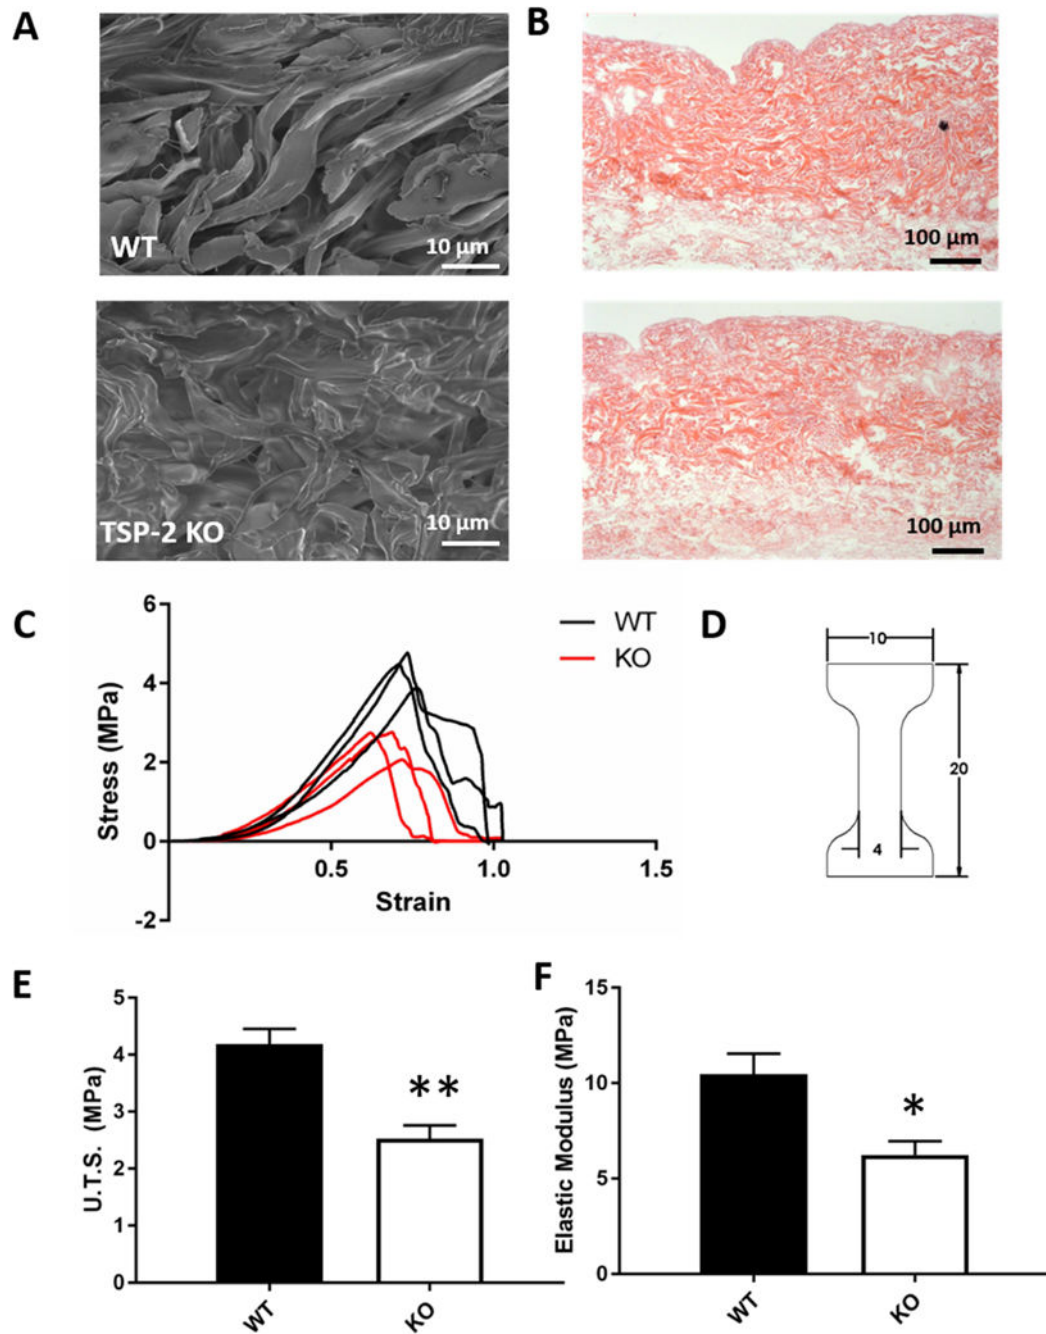 A
B
WT
10 µm
100 µm
TSP-2 KO
10 µm
100 µm
C
D
6
4
2
0
-2
Stress (MPa)
0.5
1.0
1.5
Strain
WT
KO
10
20
4
E
F
5
4
3
2
1
0
U.T.S. (MPa)
**
WT
KO
15
10
5
0
Elastic Modulus (MPa)
*
WT
KO